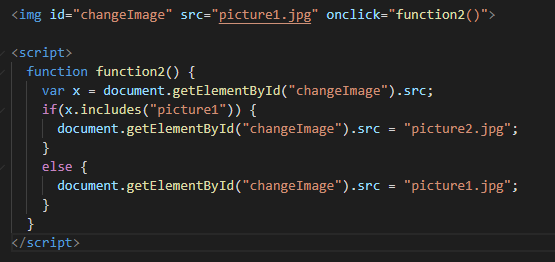 <img id="changeImage" src="picture1.jpg" onclick="function2()">
<script>
function function2() {
var x = document.getElementById("changeImage").src;
if(x.includes("picture1")) {
document.getElementById("changeImage").src = "picture2.jpg";
}
else {
document.getElementById("changeImage").src = "picture1.jpg";
}
}
</script>